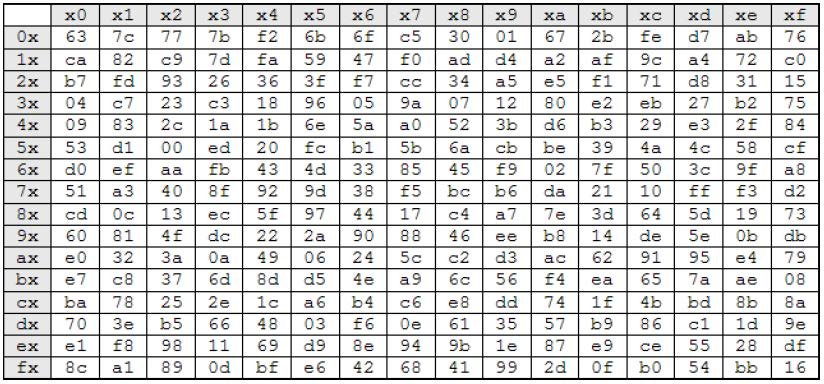 x0 x1 x2 x3 x4 x5 x6 x7 x8 x9 xa xb xc xd xe xf
0x 63 7c 77 7b f2 6b 6f c5 30 01 67 2b fe d7 ab 76
1x ca 82 c9 7d fa 59 47 f0 ad d4 a2 af 9c a4 72 c0
2x b7 fd 93 26 36 3f f7 cc 34 a5 e5 f1 71 d8 31 15
3x 04 c7 23 c3 18 96 05 9a 07 12 80 e2 eb 27 b2 75
4x 09 83 2c 1a 1b 6e 5a a0 52 3b d6 b3 29 e3 2f 84
5x 53 d1 00 ed 20 fc b1 5b 6a cb be 39 4a 4c 58 cf
6x d0 ef aa fb 43 4d 33 85 45 f9 02 7f 50 3c 9f a8
7x 51 a3 40 8f 92 9d 38 f5 bc b6 da 21 10 ff f3 d2
8x cd 0c 13 ec 5f 97 44 17 c4 a7 7e 3d 64 5d 19 73
9x 60 81 4f dc 22 2a 90 88 46 ee b8 14 de 5e 0b db
ax e0 32 3a 0a 49 06 24 5c c2 d3 ac 62 91 95 e4 79
bx e7 c8 37 6d 8d d5 4e a9 6c 56 f4 ea 65 7a ae 08
cx ba 78 25 2e 1c a6 b4 c6 e8 dd 74 1f 4b bd 8b 8a
dx 70 3e b5 66 48 03 f6 0e 61 35 57 b9 86 c1 1d 9e
ex e1 f8 98 11 69 d9 8e 94 9b 1e 87 e9 ce 55 28 df
fx 8c a1 89 0d bf e6 42 68 41 99 2d 0f b0 54 bb 16